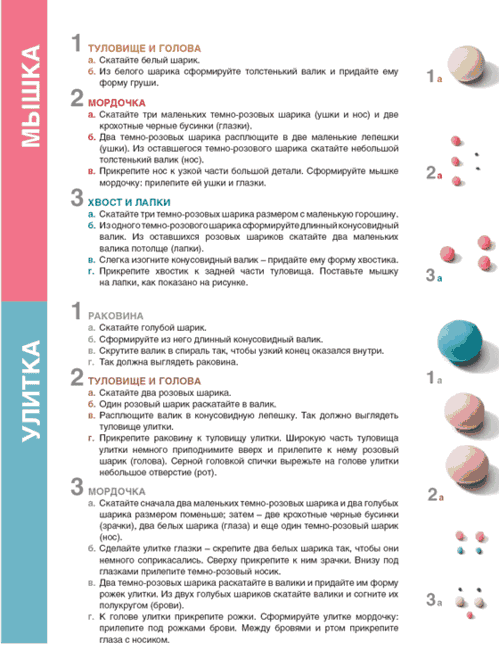 МЫШКА
1 ТУЛОВИЩЕ И ГОЛОВА
а. Скатайте белый шарик.
б. Из белого шарика сформируйте толстенький валик и придайте ему
форму груши.
1а
2 МОРДОЧКА
а. Скатайте три маленьких темно-розовых шарика (ушки и нос) и две
крохотные черные бусинки (глазки).
б. Два темно-розовых шарика расплющите в две маленькие лепешки
(ушки). Из оставшегося темно-розового шарика скатайте небольшой
толстенький валик (нос).
в. Прикрепите нос к узкой части большой детали. Сформируйте мышке
мордочку: прилепите ей ушки и глазки.
2а
3 ХВОСТ И ЛАПКИ
а. Скатайте три темно-розовых шарика размером с маленькую горошину.
б. Из одного темно-розового шарика сформируйте длинный конусовидный
валик. Из оставшихся розовых шариков скатайте два маленьких
валика потолще (лапки).
в. Слегка изогните конусовидный валик – придайте ему форму хвостика.
г. Прикрепите хвостик к задней части туловища. Поставьте мышку
на лапки, как показано на рисунке.
3а
УЛИТКА
1 РАКОВИНА
а. Скатайте голубой шарик.
б. Сформируйте из него длинный конусовидный валик.
в. Скрутите валик в спираль так, чтобы узкий конец оказался внутри.
г. Так должна выглядеть раковина.
1а
2 ТУЛОВИЩЕ И ГОЛОВА
а. Скатайте два розовых шарика.
б. Один розовый шарик раскатайте в валик.
в. Расплющите валик в конусовидную лепешку. Так должно выглядеть
туловище улитки.
г. Прикрепите раковину к туловищу улитки. Широкую часть туловища
улитки немного приподнимите вверх и прилепите к нему розовый
шарик (голова). Серной головкой спички вырежьте на голове улитки
небольшое отверстие (рот).
2а
3 МОРДОЧКА
а. Скатайте сначала два маленьких темно-розовых шарика и два голубых
шарика размером поменьше; затем – две крохотные черные бусинки
(зрачки), два белых шарика (глаза) и еще один темно-розовый шарик
(нос).
б. Сделайте улитке глазки – скрепите два белых шарика так, чтобы они
немного соприкасались. Сверху прикрепите к ним зрачки. Внизу под
глазками прилепите темно-розовый носик.
в. Два темно-розовых шарика раскатайте в валики и придайте им форму
рожек улитки. Из двух голубых шариков скатайте валики и согните их
полукругом (брови).
г. К голове улитки прикрепите рожки. Сформируйте улитке мордочку:
прилепите под рожками брови. Между бровями и ртом прикрепите
глаза с носиком.
3а